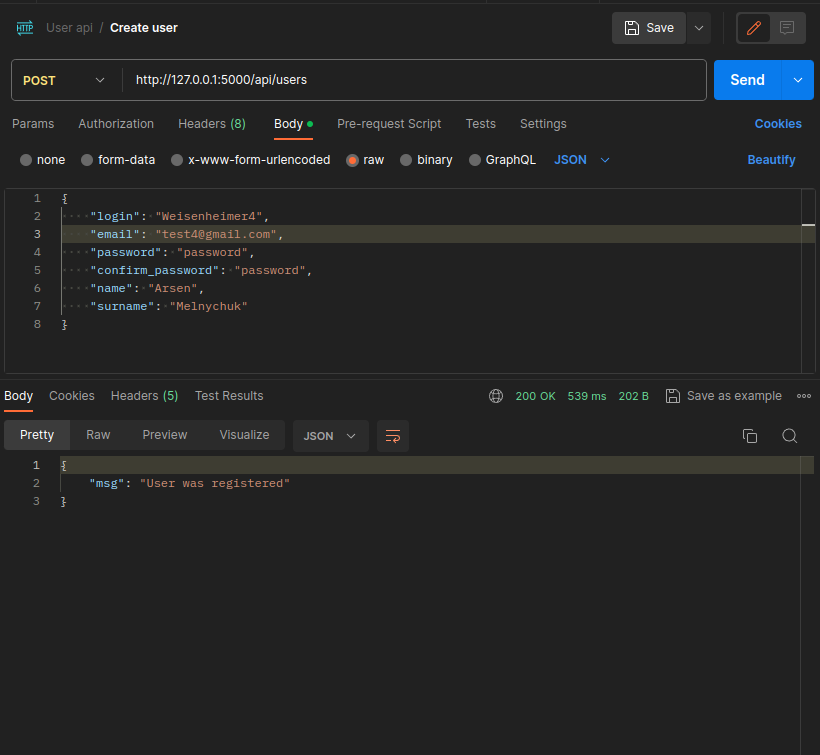 HTTP User api / Create user Save
POST http://127.0.0.1:5000/api/users Send
Params Authorization Headers (8) Body Pre-request Script Tests Settings Cookies
none form-data x-www-form-urlencoded raw binary GraphQL JSON Beautify
1 {
2 ····"login":·"Weisenheimer4",
3 ····"email":·"test4@gmail.com",
4 ····"password":·"password",
5 ····"confirm_password":·"password",
6 ····"name":·"Arsen",
7 ····"surname":·"Melnychuk"
8 }
Body Cookies Headers (5) Test Results 200 OK 539 ms 202 B Save as example
Pretty Raw Preview Visualize JSON
1 {
2 "msg": "User was registered"
3 }